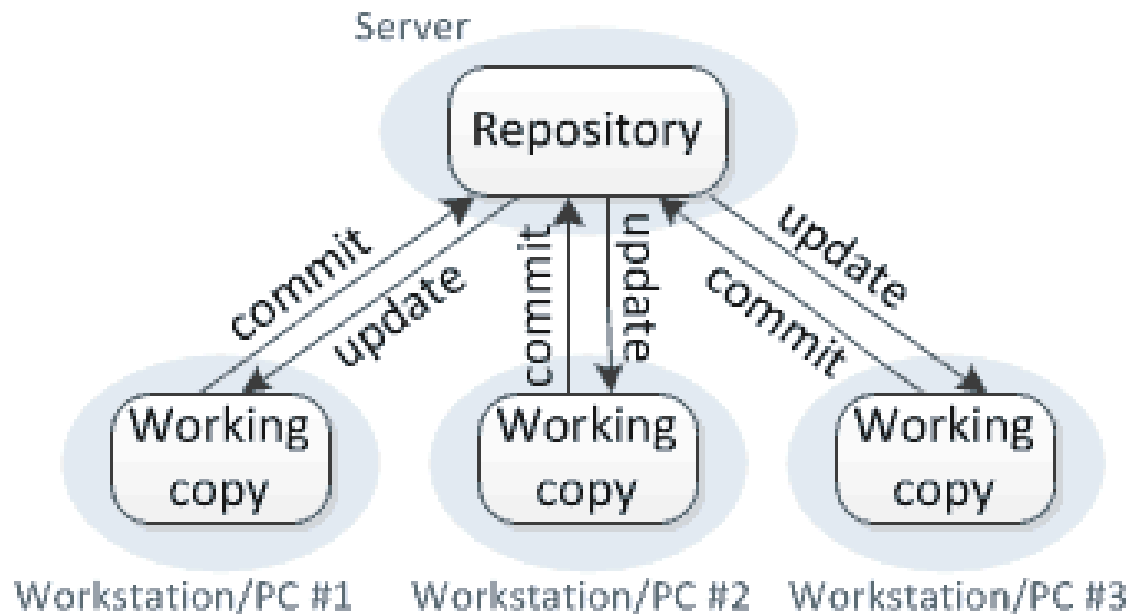 Server
Repository
commit
update
commit
update
commit
update
Working
copy
Working
copy
Working
copy
Workstation/PC #1
Workstation/PC #2
Workstation/PC #3